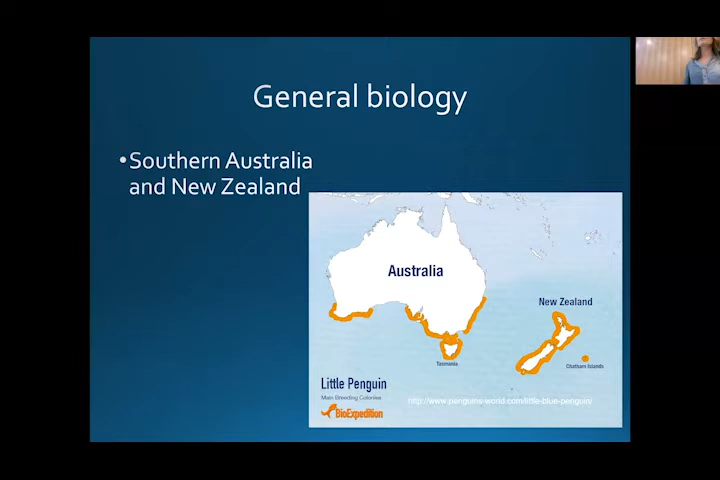 General biology
•Southern Australia
and New Zealand
Australia
New Zealand
Tasmania
Chatham Islands
Little Penguin
Main Breeding Colonies
BioExpedition
http://www.penguins-world.com/little-blue-penguin/